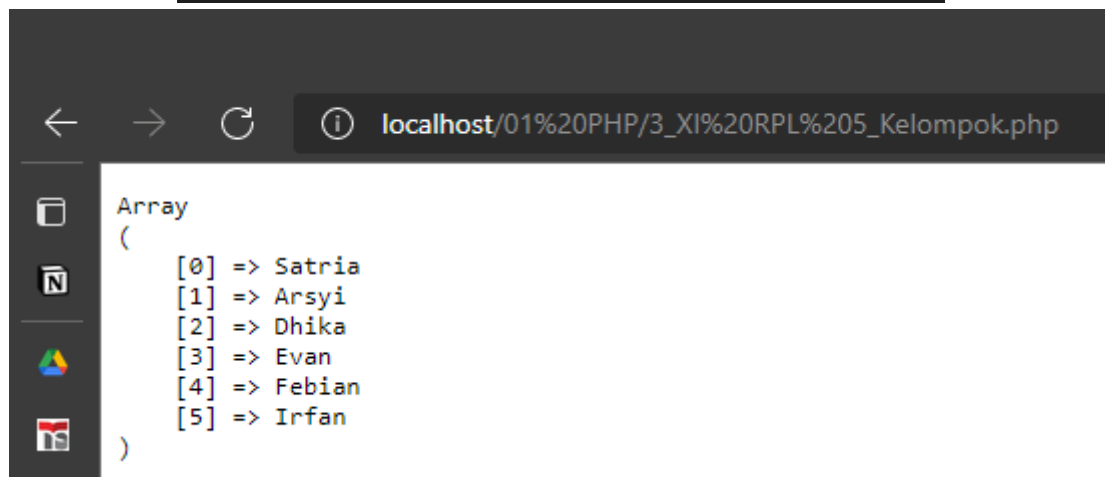 localhost/01%20PHP/3_XI%20RPL%205_Kelompok.php
Array
(
[0] => Satria
[1] => Arsyi
[2] => Dhika
[3] => Evan
[4] => Febian
[5] => Irfan
)